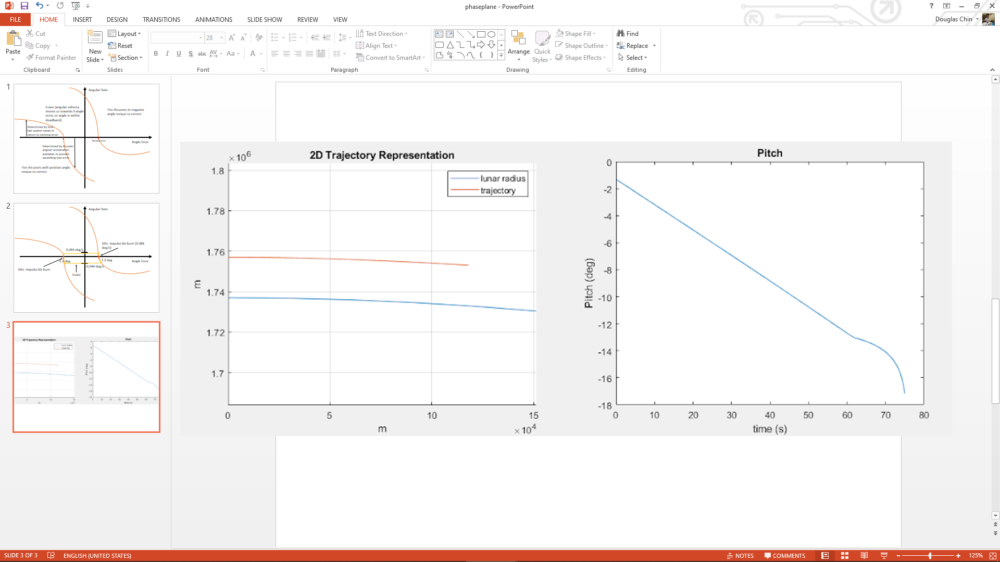 phaseplane - PowerPoint
?
FILE
HOME
INSERT
DESIGN
TRANSITIONS
ANIMATIONS
SLIDE SHOW
REVIEW
VIEW
Douglas Chin
Paste
Cut
Copy
Format Painter
Clipboard
New
Slide
Layout
Reset
Section
Slides
28
B I U S abc AV Aa A
Font
Text Direction
Align Text
Convert to SmartArt
Paragraph
Arrange
Quick
Styles
Shape Fill
Shape Outline
Shape Effects
Drawing
Find
Replace
Select
Editing
1
Angular Rate
Coast (angular velocity
moves us towards 0 angle
error, or angle is within
deadband)
Fire thrusters in negative
angle torque to correct
Determined by how
fast system needs to
return to nominal error
Nominal error
Angle Error
Determined by thruster
angular acceleration
available, to prevent
exceeding max error
Fire thrusters with positive angle
torque to correct
2
Angular Rate
Min. Impulse bit burn (0.088
deg/s)
0.044 deg/s
-1.3 deg
1.3 deg
Angle Error
-0.044 deg/s
Min. Impulse bit burn
Coast
3
2D Trajectory Representation
Pitch
×10⁶
2D Trajectory Representation
1.8
1.78
1.76
1.74
1.72
1.7
lunar radius
trajectory
m
0 5 10 15
m
×10⁴
Pitch
0
-2
-4
-6
-8
-10
-12
-14
-16
-18
Pitch (deg)
0 10 20 30 40 50 60 70 80
time (s)
SLIDE 3 OF 3
ENGLISH (UNITED STATES)
NOTES
COMMENTS
125%